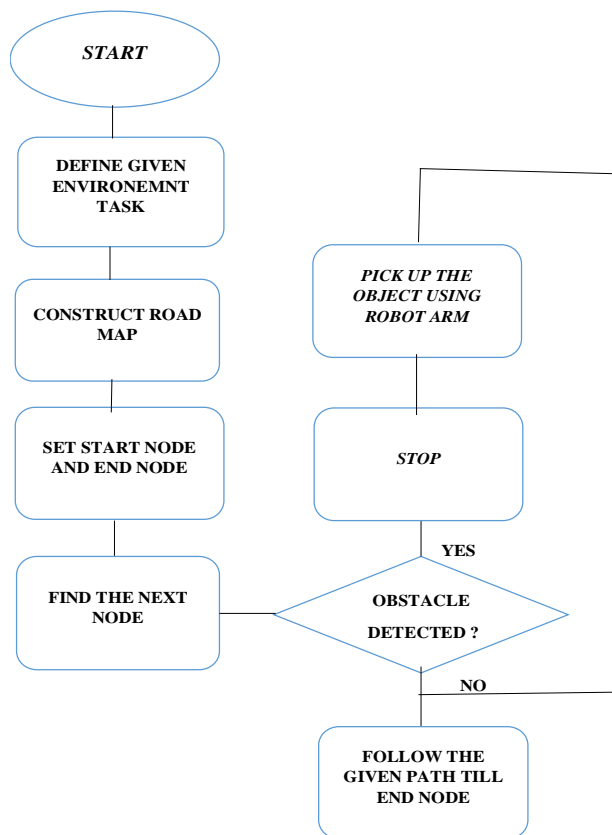 START
DEFINE GIVEN
ENVIRONEMNT
TASK
CONSTRUCT ROAD
MAP
SET START NODE
AND END NODE
FIND THE NEXT
NODE
PICK UP THE
OBJECT USING
ROBOT ARM
STOP
YES
OBSTACLE
DETECTED ?
NO
FOLLOW THE
GIVEN PATH TILL
END NODE